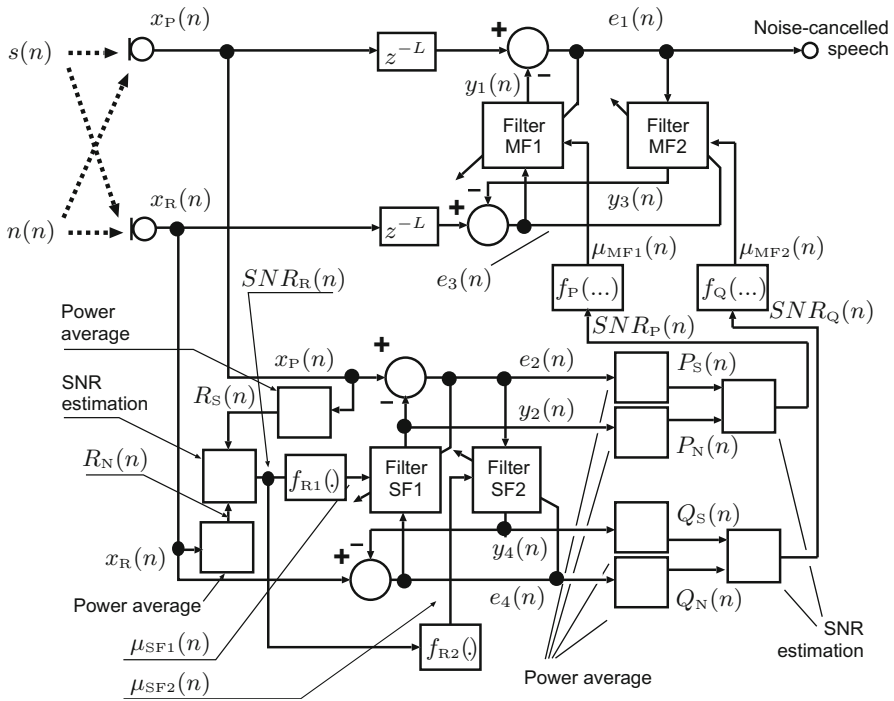 x_P(n)
e_1(n)
Noise-cancelled
speech
s(n)
z^{-L}
+
−
y_1(n)
Filter
MF1
Filter
MF2
x_R(n)
n(n)
z^{-L}
+
−
y_3(n)
e_3(n)
μ_MF1(n)
μ_MF2(n)
SNR_R(n)
f_P(...)
f_Q(...)
SNR_P(n)
SNR_Q(n)
Power
average
x_P(n)
+
−
e_2(n)
P_S(n)
SNR
estimation
R_S(n)
y_2(n)
P_N(n)
R_N(n)
f_R1(.)
Filter
SF1
Filter
SF2
x_R(n)
+
−
y_4(n)
Q_S(n)
e_4(n)
Q_N(n)
Power average
μ_SF1(n)
f_R2(.)
μ_SF2(n)
Power average
SNR
estimation